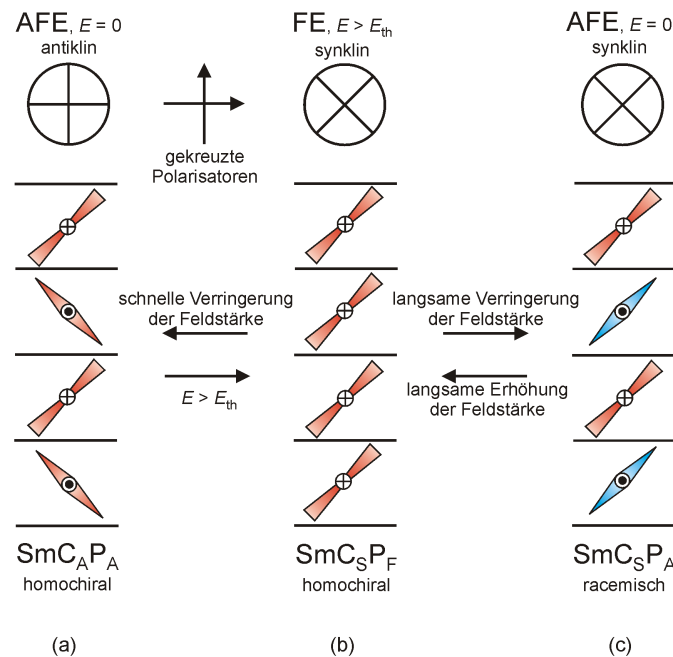 AFE, E = 0
antiklin
FE, E > Eth
synklin
AFE, E = 0
synklin
gekreuzte
Polarisatoren
schnelle Verringerung
der Feldstärke
langsame Verringerung
der Feldstärke
E > Eth
langsame Erhöhung
der Feldstärke
SmCAPA
homochiral
SmCSPF
homochiral
SmCSPA
racemisch
(a)
(b)
(c)